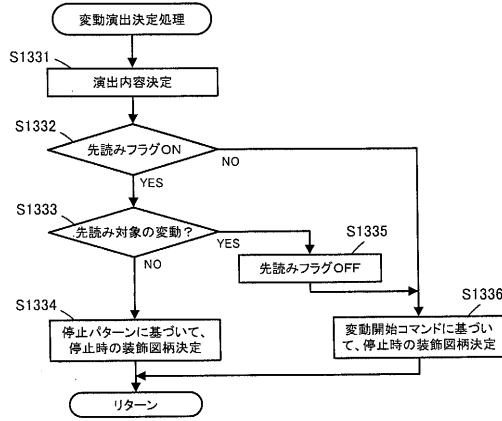 変動演出決定処理
S1331
演出内容決定
S1332
先読みフラグON
NO
YES
S1333
先読み対象の変動？
YES
NO
S1335
先読みフラグOFF
S1334
停止パターンに基づいて、
停止時の装飾図柄決定
S1336
変動開始コマンドに基づい
て、停止時の装飾図柄決定
リターン